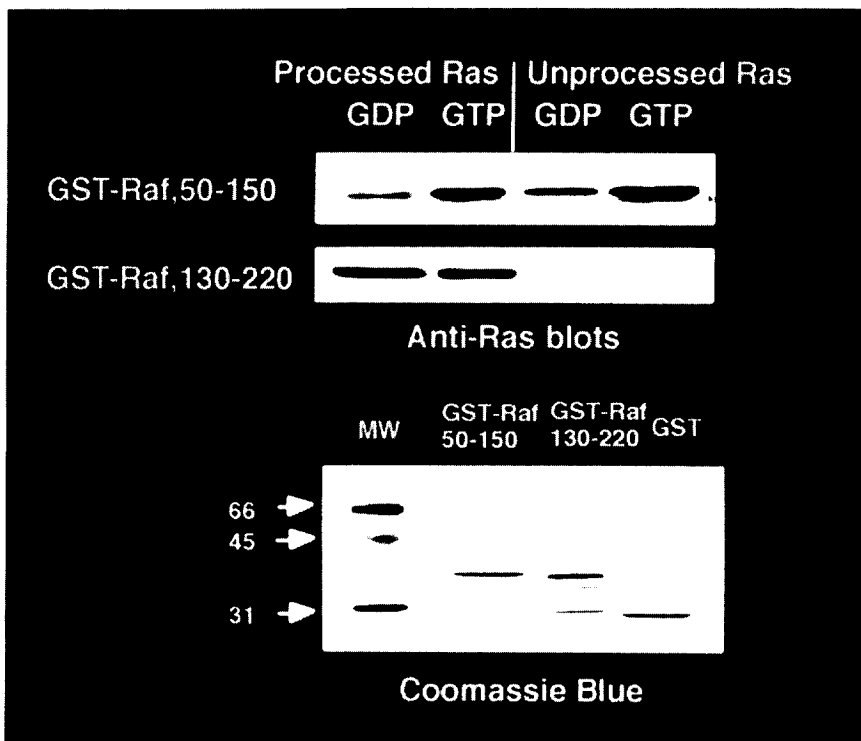 Processed Ras Unprocessed Ras
GDP GTP GDP GTP
GST-Raf,50-150
GST-Raf,130-220
Anti-Ras blots
MW GST-Raf 50-150 GST-Raf 130-220 GST
66
45
31
Coomassie Blue